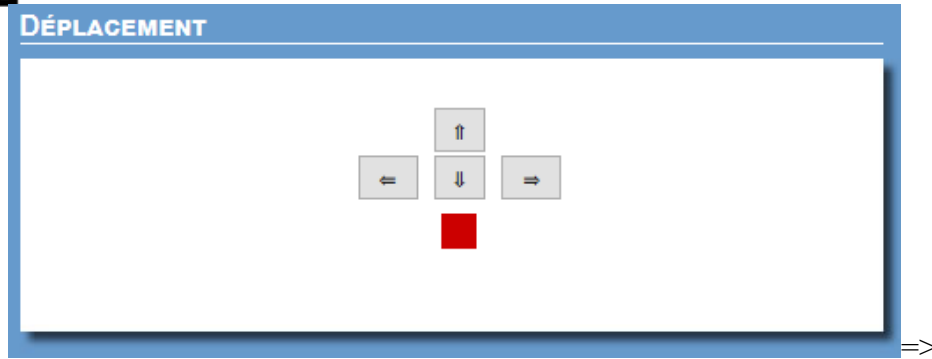 DÉPLACEMENT
⇑
⇐ ⇓ ⇒
=>